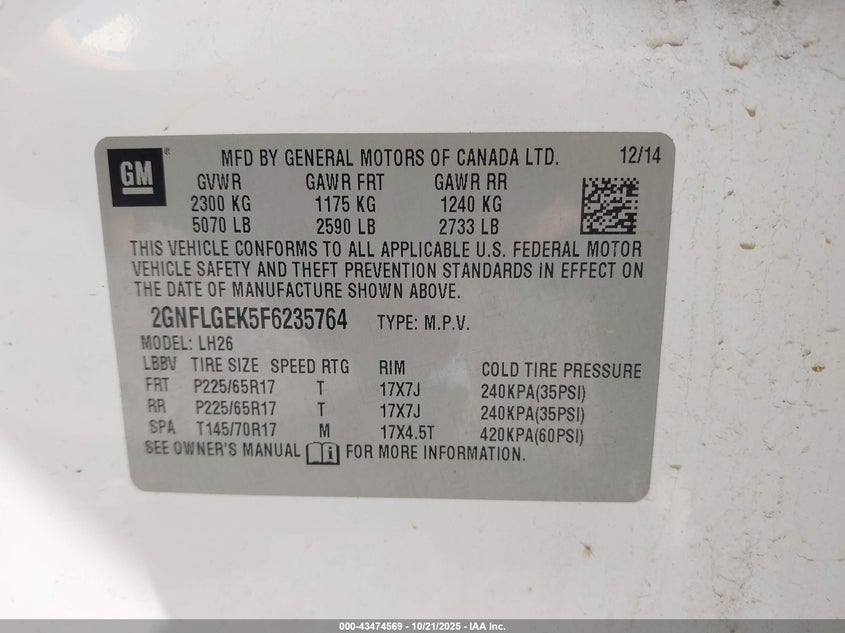 GM ® MFD BY GENERAL MOTORS OF CANADA LTD. 12/14
GVWR GAWR FRT GAWR RR
2300 KG 1175 KG 1240 KG
5070 LB 2590 LB 2733 LB
THIS VEHICLE CONFORMS TO ALL APPLICABLE U.S. FEDERAL MOTOR
VEHICLE SAFETY AND THEFT PREVENTION STANDARDS IN EFFECT ON
THE DATE OF MANUFACTURE SHOWN ABOVE.
2GNFLGEK5F6235764 TYPE: M.P.V.
MODEL: LH26
LBBV TIRE SIZE SPEED RTG RIM COLD TIRE PRESSURE
FRT P225/65R17 T 17X7J 240KPA(35PSI)
RR P225/65R17 T 17X7J 240KPA(35PSI)
SPA T145/70R17 M 17X4.5T 420KPA(60PSI)
SEE OWNER'S MANUAL FOR MORE INFORMATION.
000-43474569 - 10/21/2025 - IAA Inc.